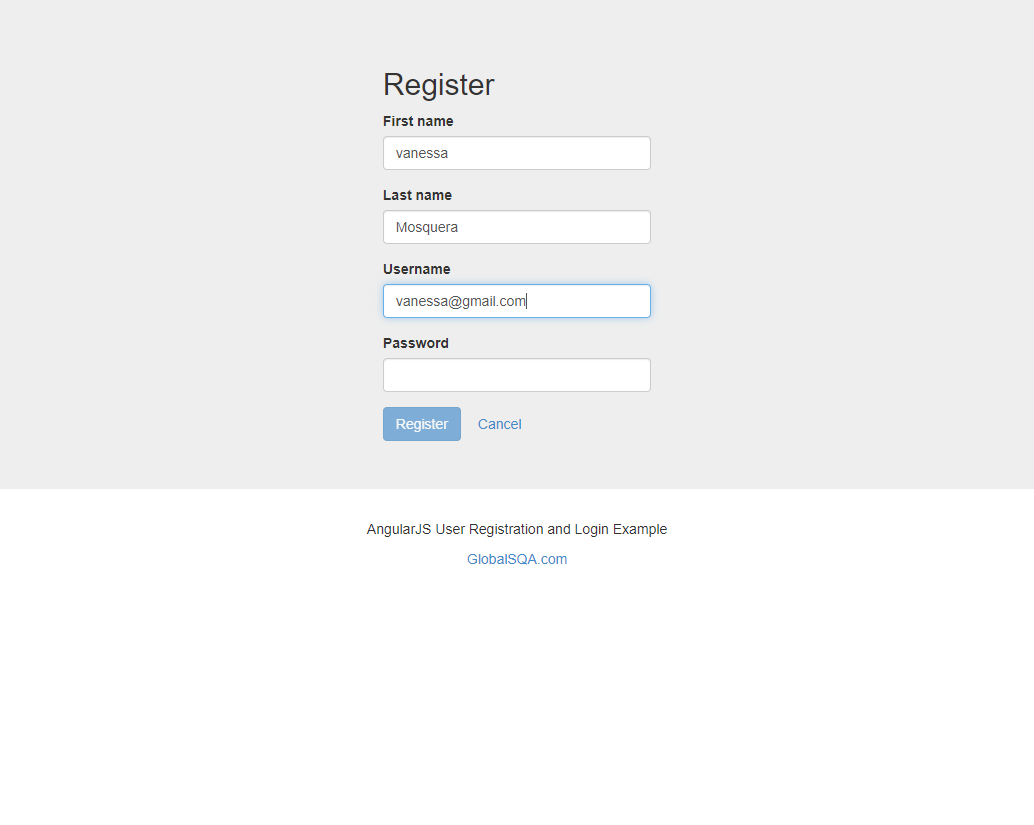 Register
First name
vanessa
Last name
Mosquera
Username
vanessa@gmail.com
Password
Register Cancel
AngularJS User Registration and Login Example
GlobalSQA.com